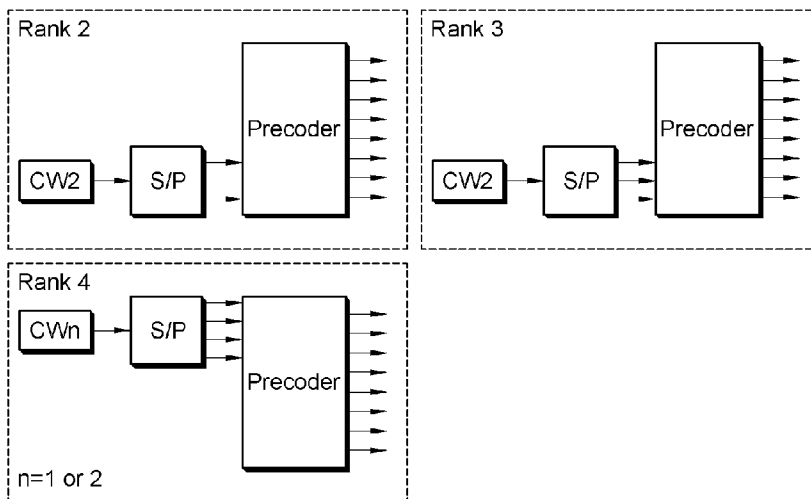 Rank 2
CW2
S/P
Precoder
Rank 3
CW2
S/P
Precoder
Rank 4
CWn
S/P
Precoder
n=1 or 2